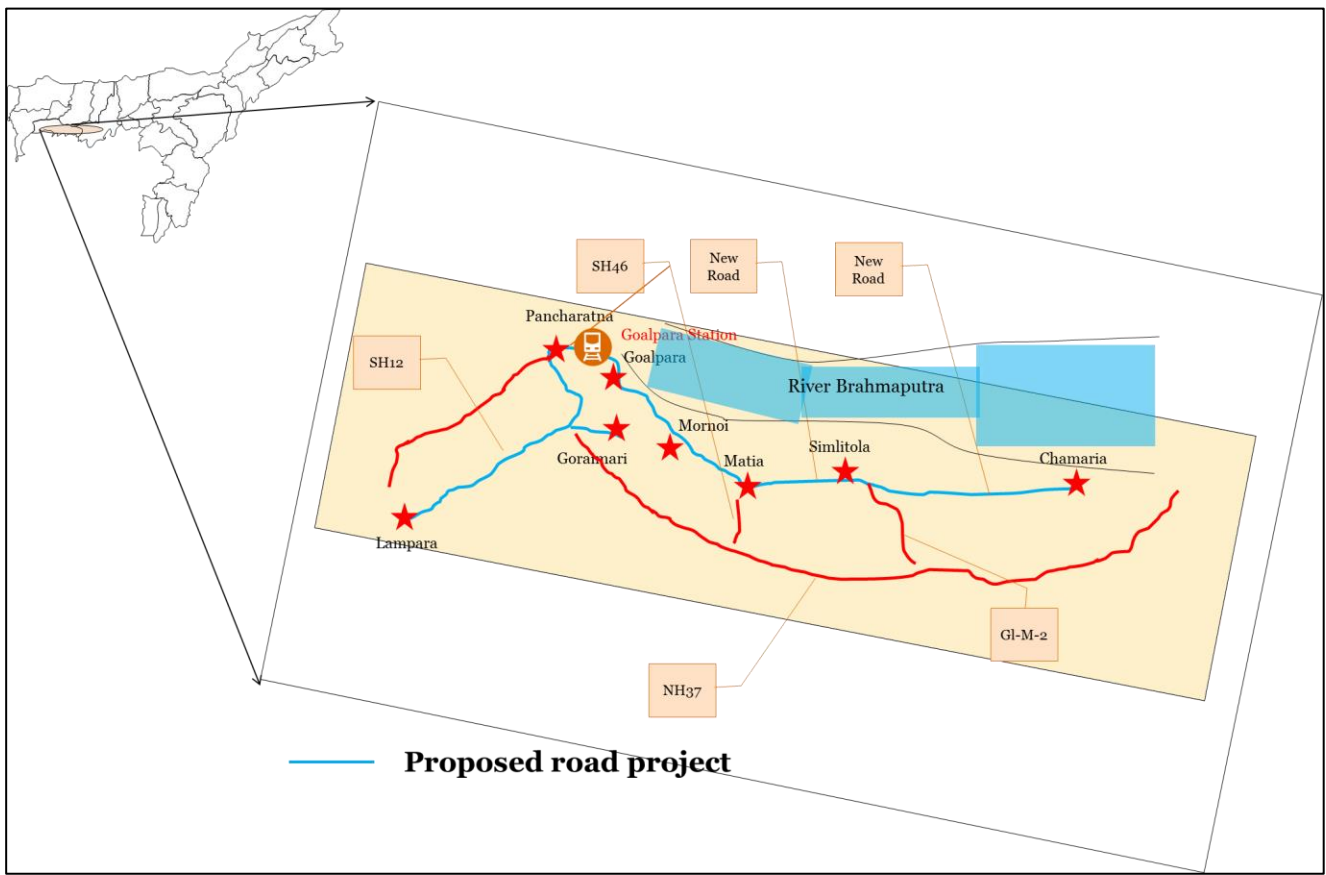 SH46
New
Road
New
Road
Pancharatna
Goalpara Station
Goalpara
SH12
River Brahmaputra
Mornoi
Goramari
Matia
Simlitola
Chamaria
Lampara
Gl-M-2
NH37
Proposed road project